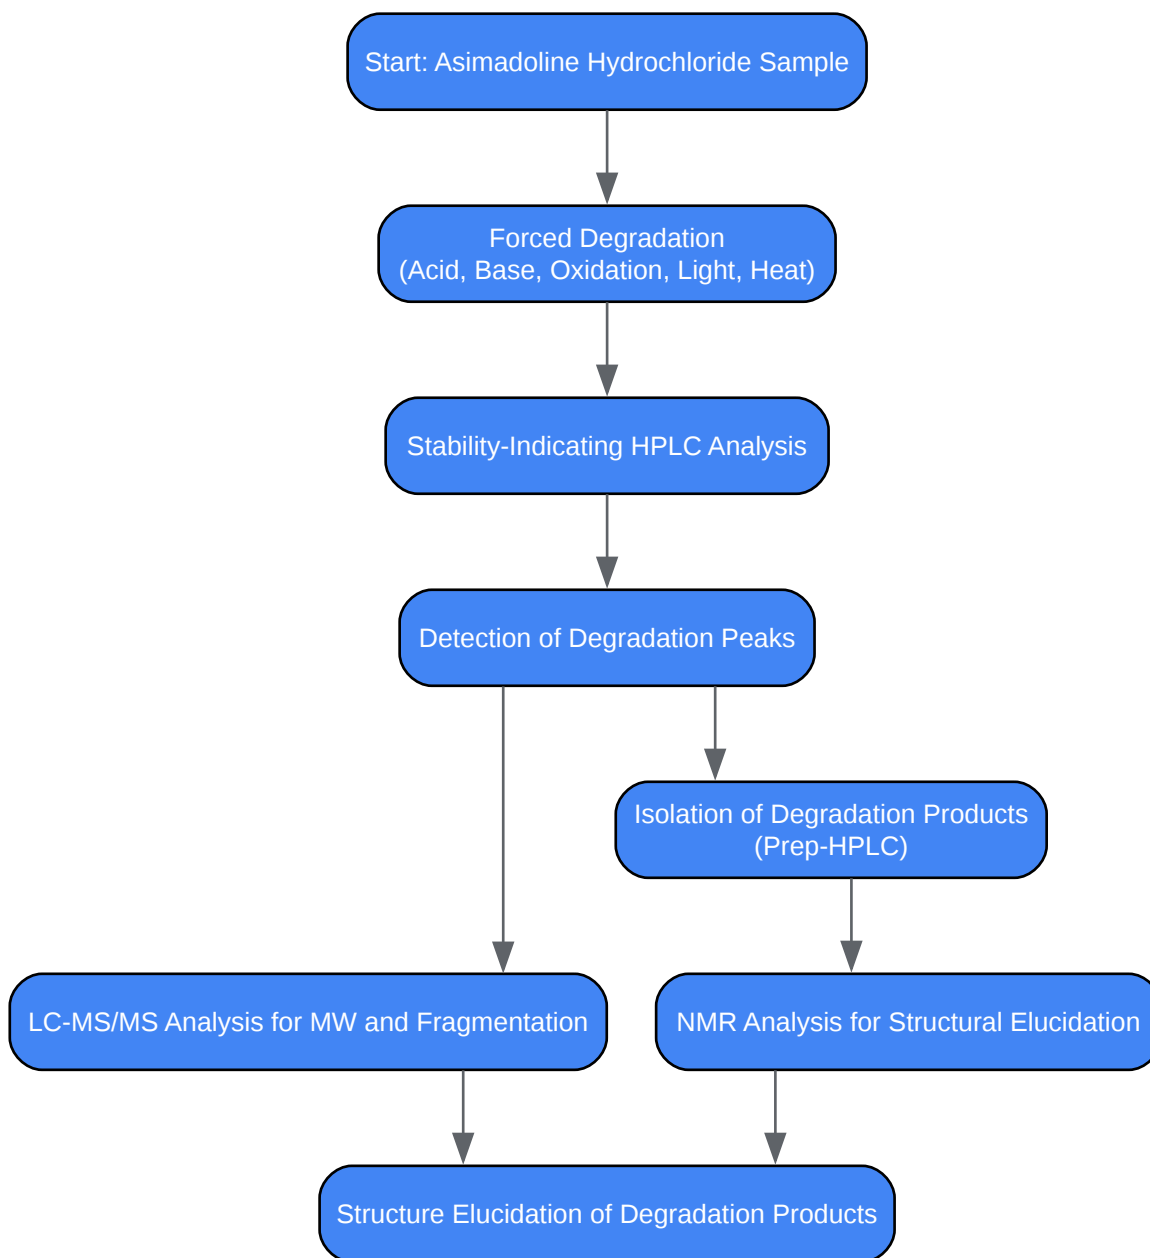 Start: Asimadoline Hydrochloride Sample
Forced Degradation
(Acid, Base, Oxidation, Light, Heat)
Stability-Indicating HPLC Analysis
Detection of Degradation Peaks
Isolation of Degradation Products
(Prep-HPLC)
LC-MS/MS Analysis for MW and Fragmentation
NMR Analysis for Structural Elucidation
Structure Elucidation of Degradation Products